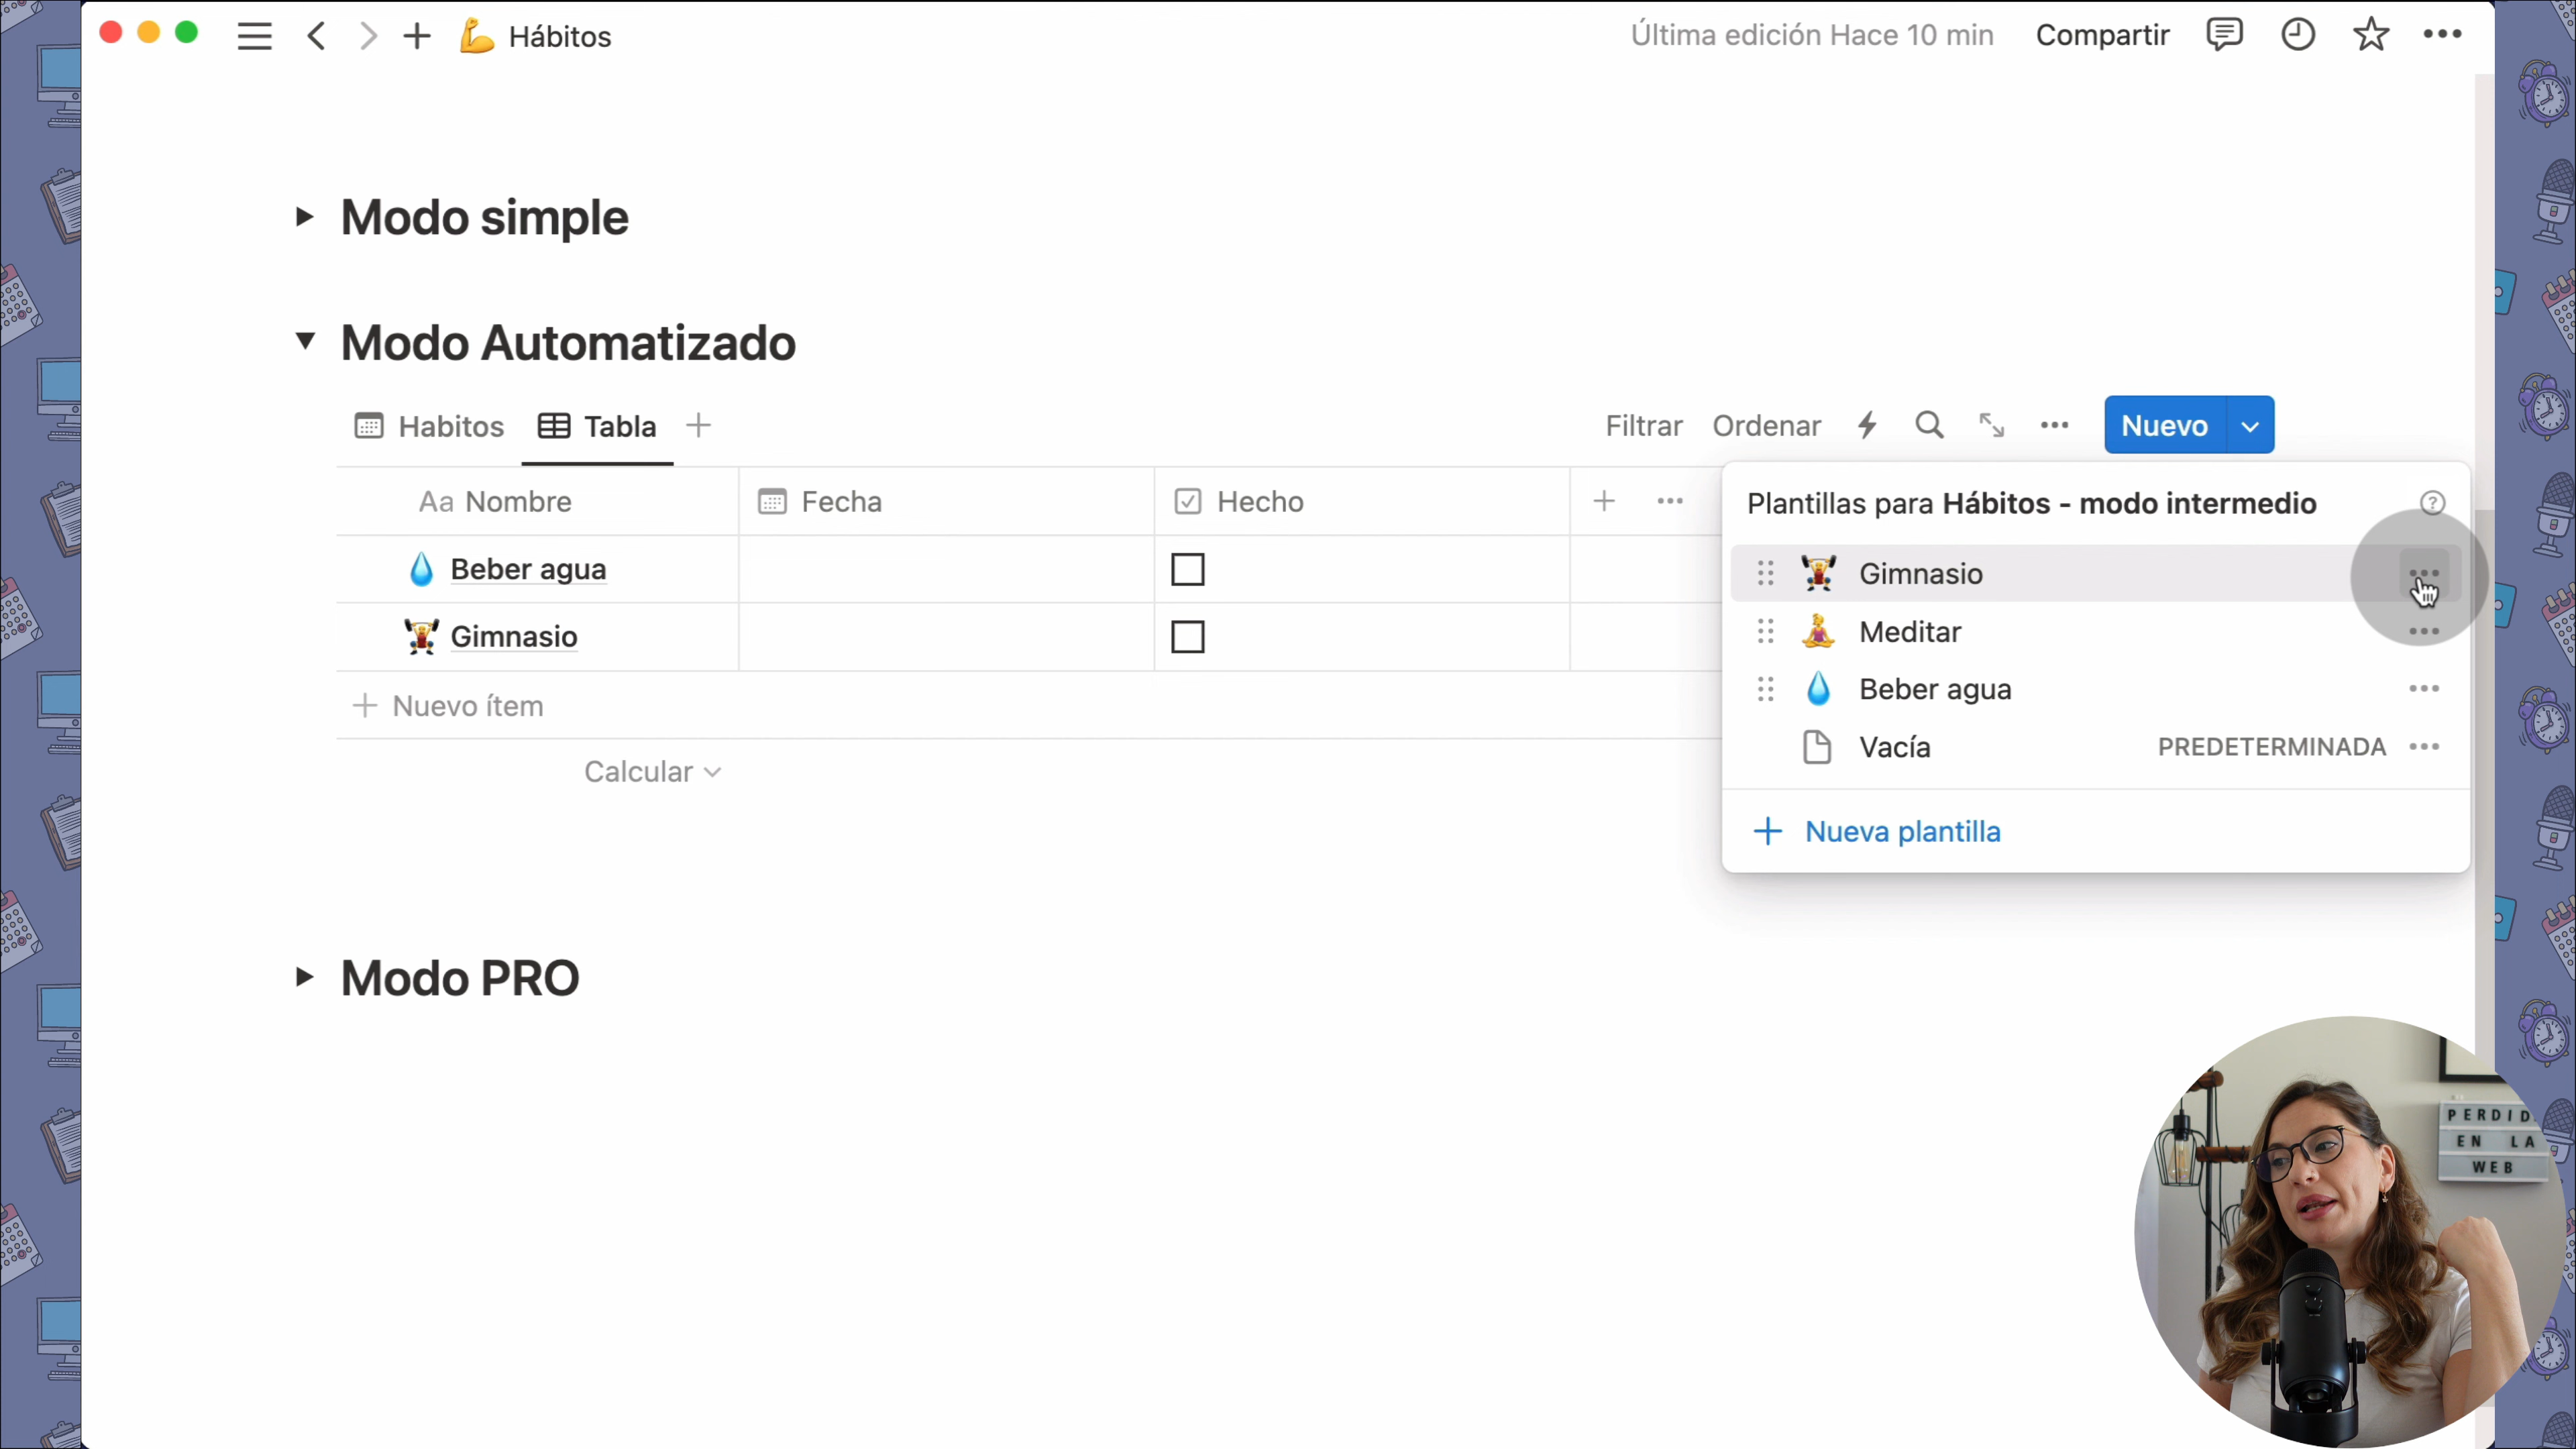 Hábitos
Última edición Hace 10 min
Compartir
Modo simple
Modo Automatizado
Habitos
Tabla
Filtrar
Ordenar
Nuevo
Aa Nombre
Fecha
Hecho
Beber agua
Gimnasio
Nuevo ítem
Calcular
Plantillas para Hábitos - modo intermedio
Gimnasio
Meditar
Beber agua
Vacía
PREDETERMINADA
Nueva plantilla
Modo PRO
PERDID
EN LA
WEB